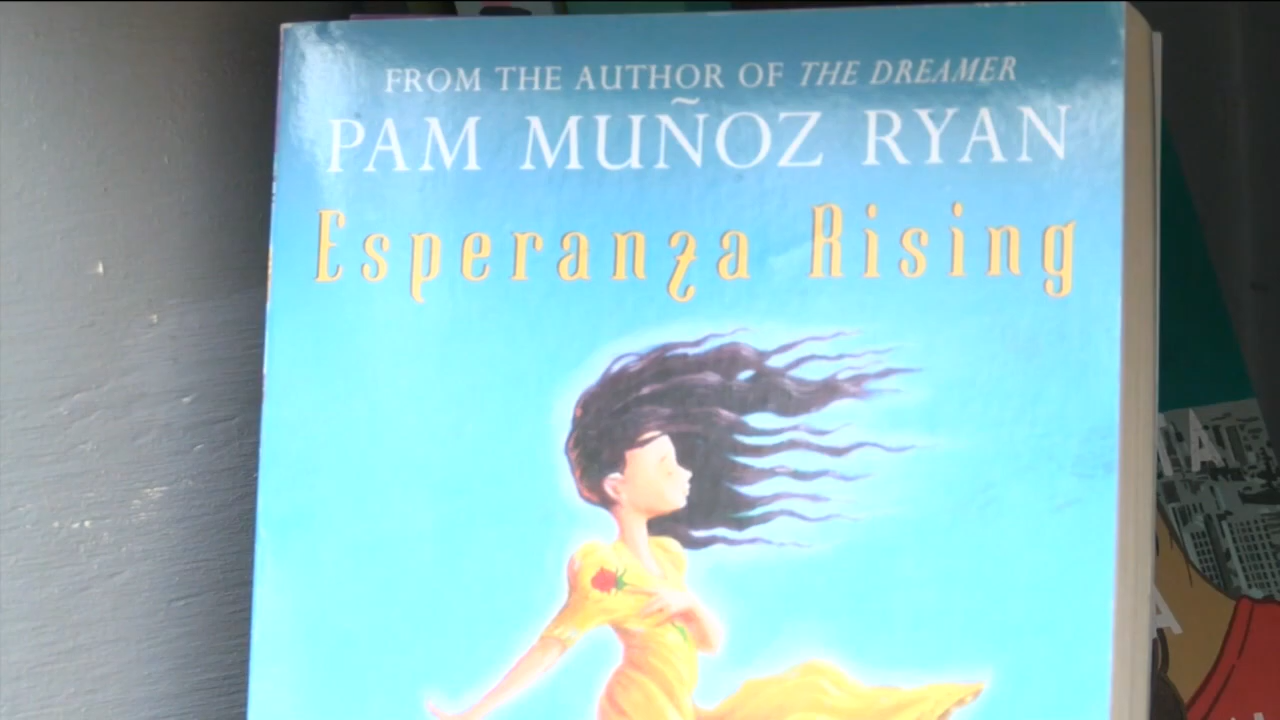 FROM THE AUTHOR OF THE DREAMER
PAM MUÑOZ RYAN
Esperanza Rising
A
A